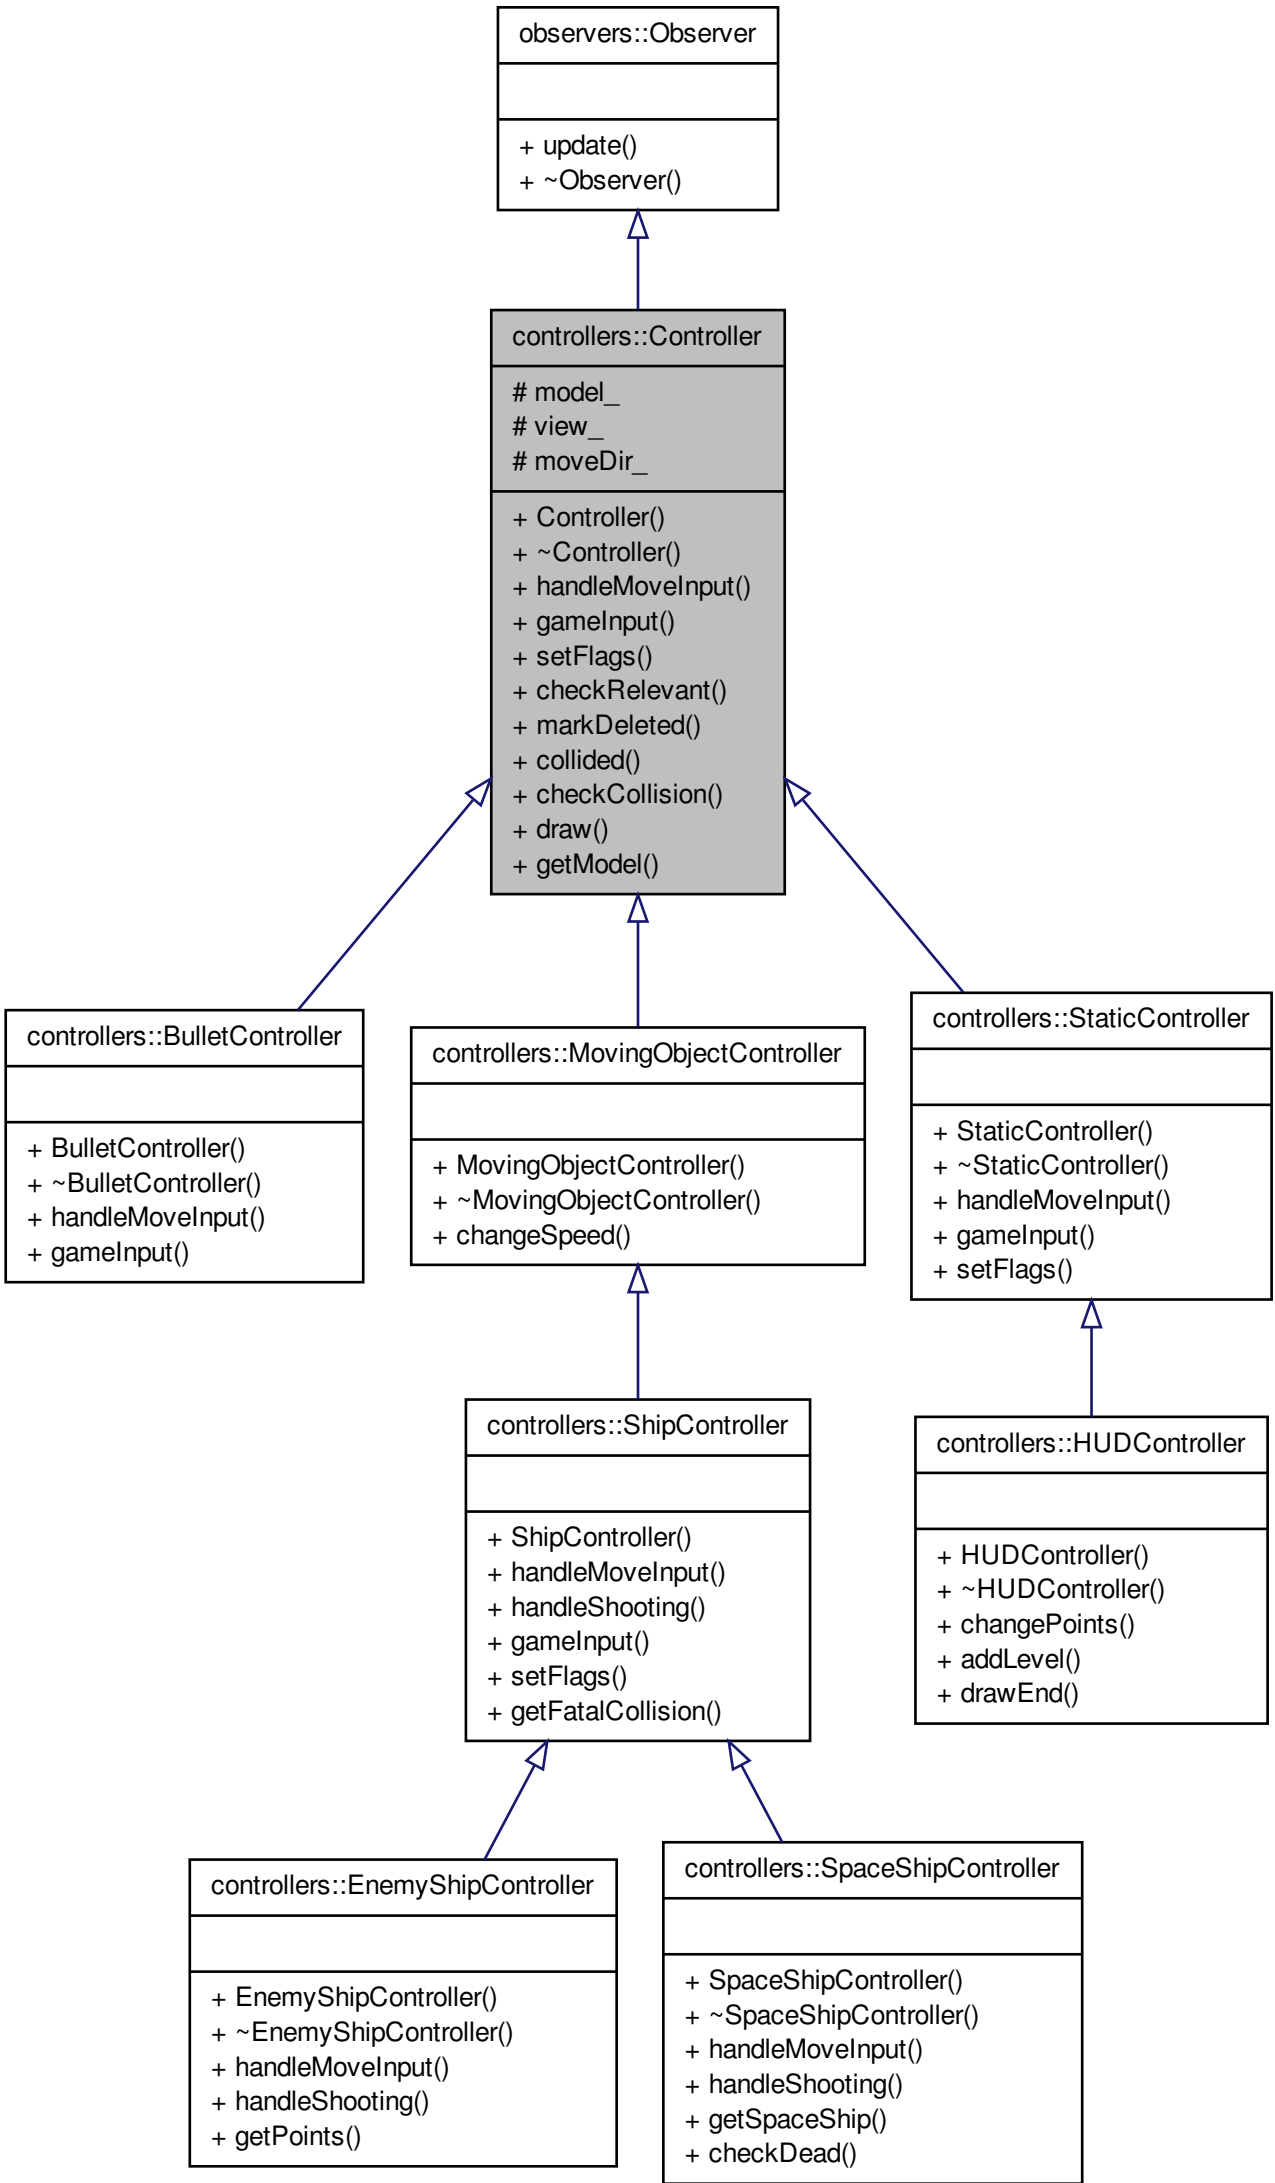 observers::Observer
+ update()
+ ~Observer()
controllers::Controller
# model_
# view_
# moveDir_
+ Controller()
+ ~Controller()
+ handleMoveInput()
+ gameInput()
+ setFlags()
+ checkRelevant()
+ markDeleted()
+ collided()
+ checkCollision()
+ draw()
+ getModel()
controllers::BulletController
+ BulletController()
+ ~BulletController()
+ handleMoveInput()
+ gameInput()
controllers::MovingObjectController
+ MovingObjectController()
+ ~MovingObjectController()
+ changeSpeed()
controllers::StaticController
+ StaticController()
+ ~StaticController()
+ handleMoveInput()
+ gameInput()
+ setFlags()
controllers::ShipController
+ ShipController()
+ handleMoveInput()
+ handleShooting()
+ gameInput()
+ setFlags()
+ getFatalCollision()
controllers::HUDController
+ HUDController()
+ ~HUDController()
+ changePoints()
+ addLevel()
+ drawEnd()
controllers::EnemyShipController
+ EnemyShipController()
+ ~EnemyShipController()
+ handleMoveInput()
+ handleShooting()
+ getPoints()
controllers::SpaceShipController
+ SpaceShipController()
+ ~SpaceShipController()
+ handleMoveInput()
+ handleShooting()
+ getSpaceShip()
+ checkDead()